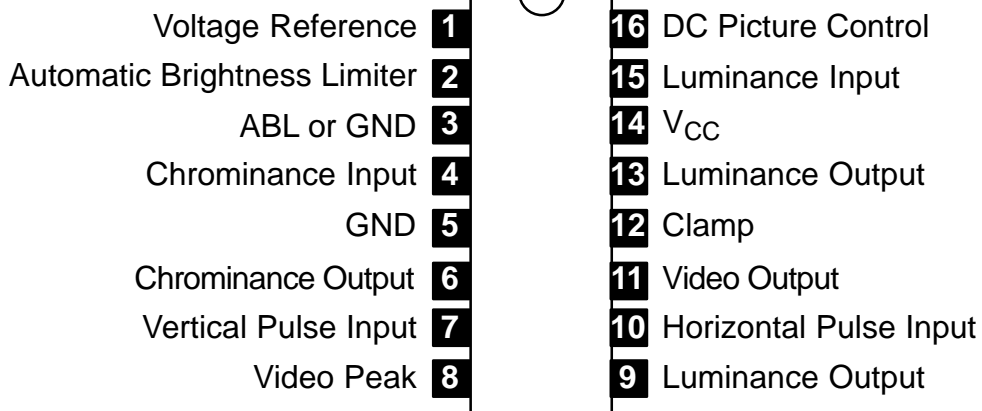 Voltage Reference 1 16 DC Picture Control
Automatic Brightness Limiter 2 15 Luminance Input
ABL or GND 3 14 VCC
Chrominance Input 4 13 Luminance Output
GND 5 12 Clamp
Chrominance Output 6 11 Video Output
Vertical Pulse Input 7 10 Horizontal Pulse Input
Video Peak 8 9 Luminance Output